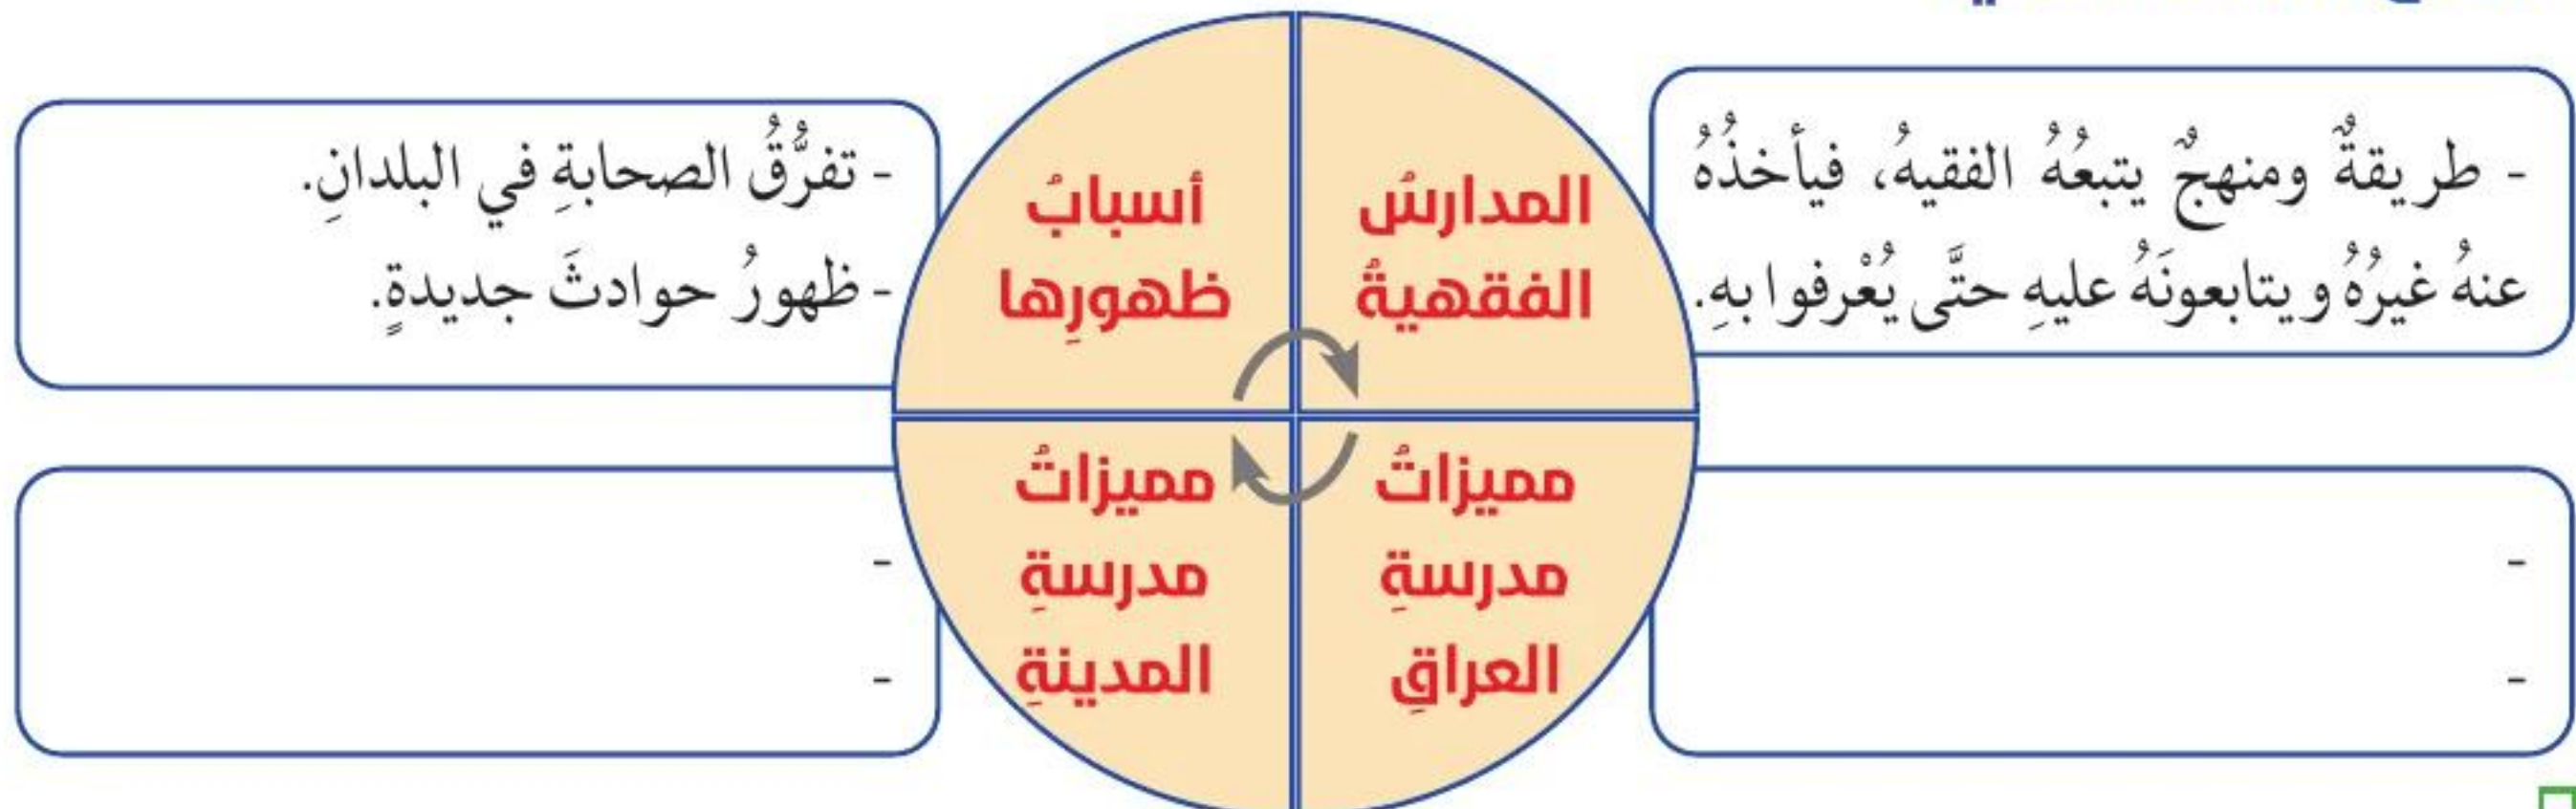 - طريقةٌ ومنهجٌ يتبعُهُ الفقيهُ، فيأخذُهُ
عنهُ غيرُهُ ويتابعونَهُ عليهِ حتَّى يُعْرفوا بهِ.
المدارسُ
الفقهيةُ
أسبابُ
ظهورِها
- تفرُّقُ الصحابةِ في البلدانِ.
- ظهورُ حوادثَ جديدةٍ.
مميزاتُ
مدرسةِ
العراقِ
-
-
مميزاتُ
مدرسةِ
المدينةِ
-
-